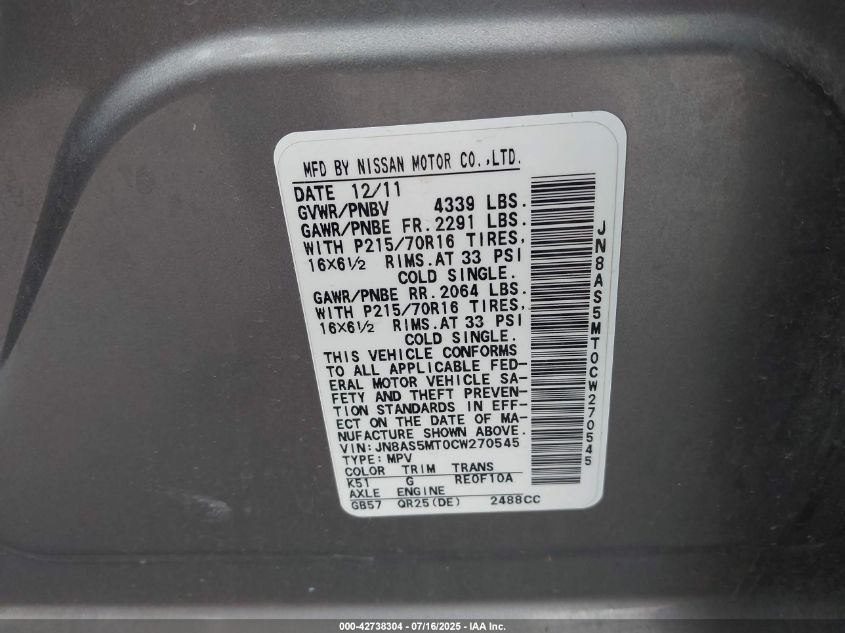 MFD BY NISSAN MOTOR CO.,LTD.
DATE 12/11
GVWR/PNBV 4339 LBS.
GAWR/PNBE FR.2291 LBS.
WITH P215/70R16 TIRES,
16X6½ RIMS.AT 33 PSI
COLD SINGLE.
GAWR/PNBE RR.2064 LBS.
WITH P215/70R16 TIRES,
16X6½ RIMS.AT 33 PSI
COLD SINGLE.
THIS VEHICLE CONFORMS
TO ALL APPLICABLE FED-
ERAL MOTOR VEHICLE SA-
FETY AND THEFT PREVEN-
TION STANDARDS IN EFF-
ECT ON THE DATE OF MA-
NUFACTURE SHOWN ABOVE.
VIN:JN8AS5MT0CW270545
TYPE:MPV
COLOR TRIM TRANS
K51 G RE0F10A
AXLE ENGINE
GB57 QR25(DE) 2488CC
JN8AS5MT0CW270545
000-42738304 - 07/16/2025 - IAA Inc.